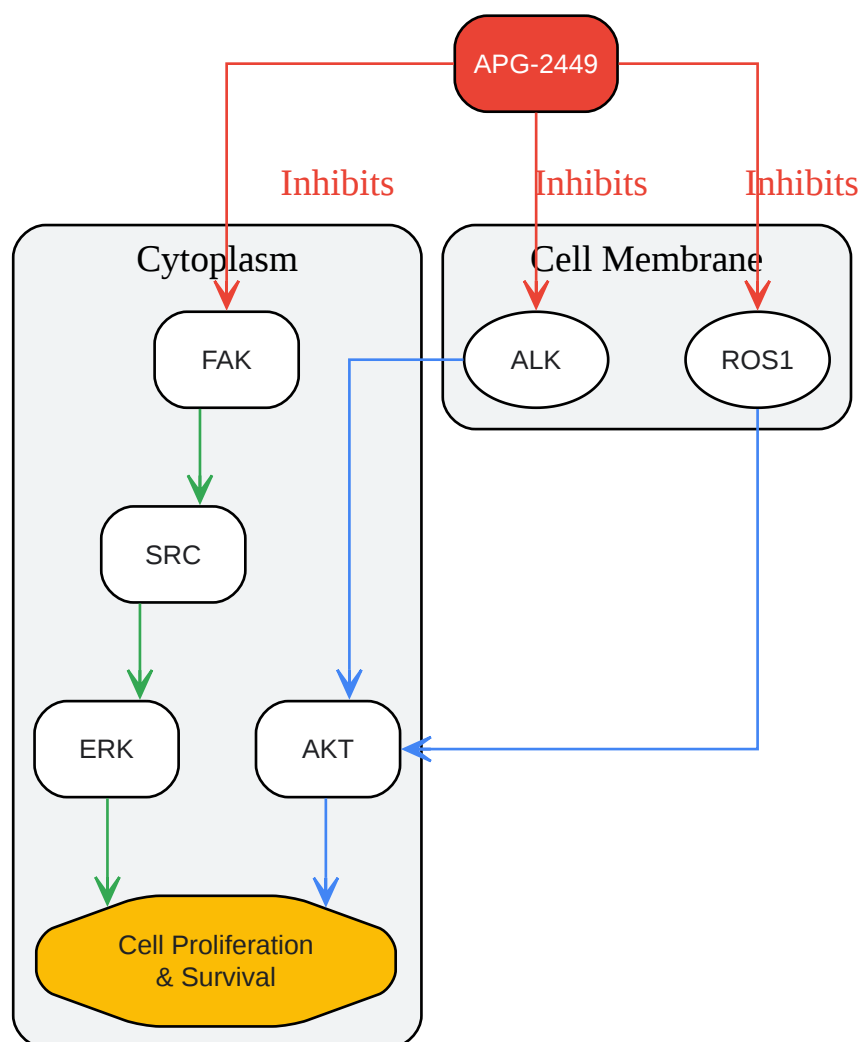 APG-2449
Inhibits
Inhibits
Inhibits
Cytoplasm
Cell Membrane
FAK
ALK
ROS1
SRC
ERK
AKT
Cell Proliferation
& Survival